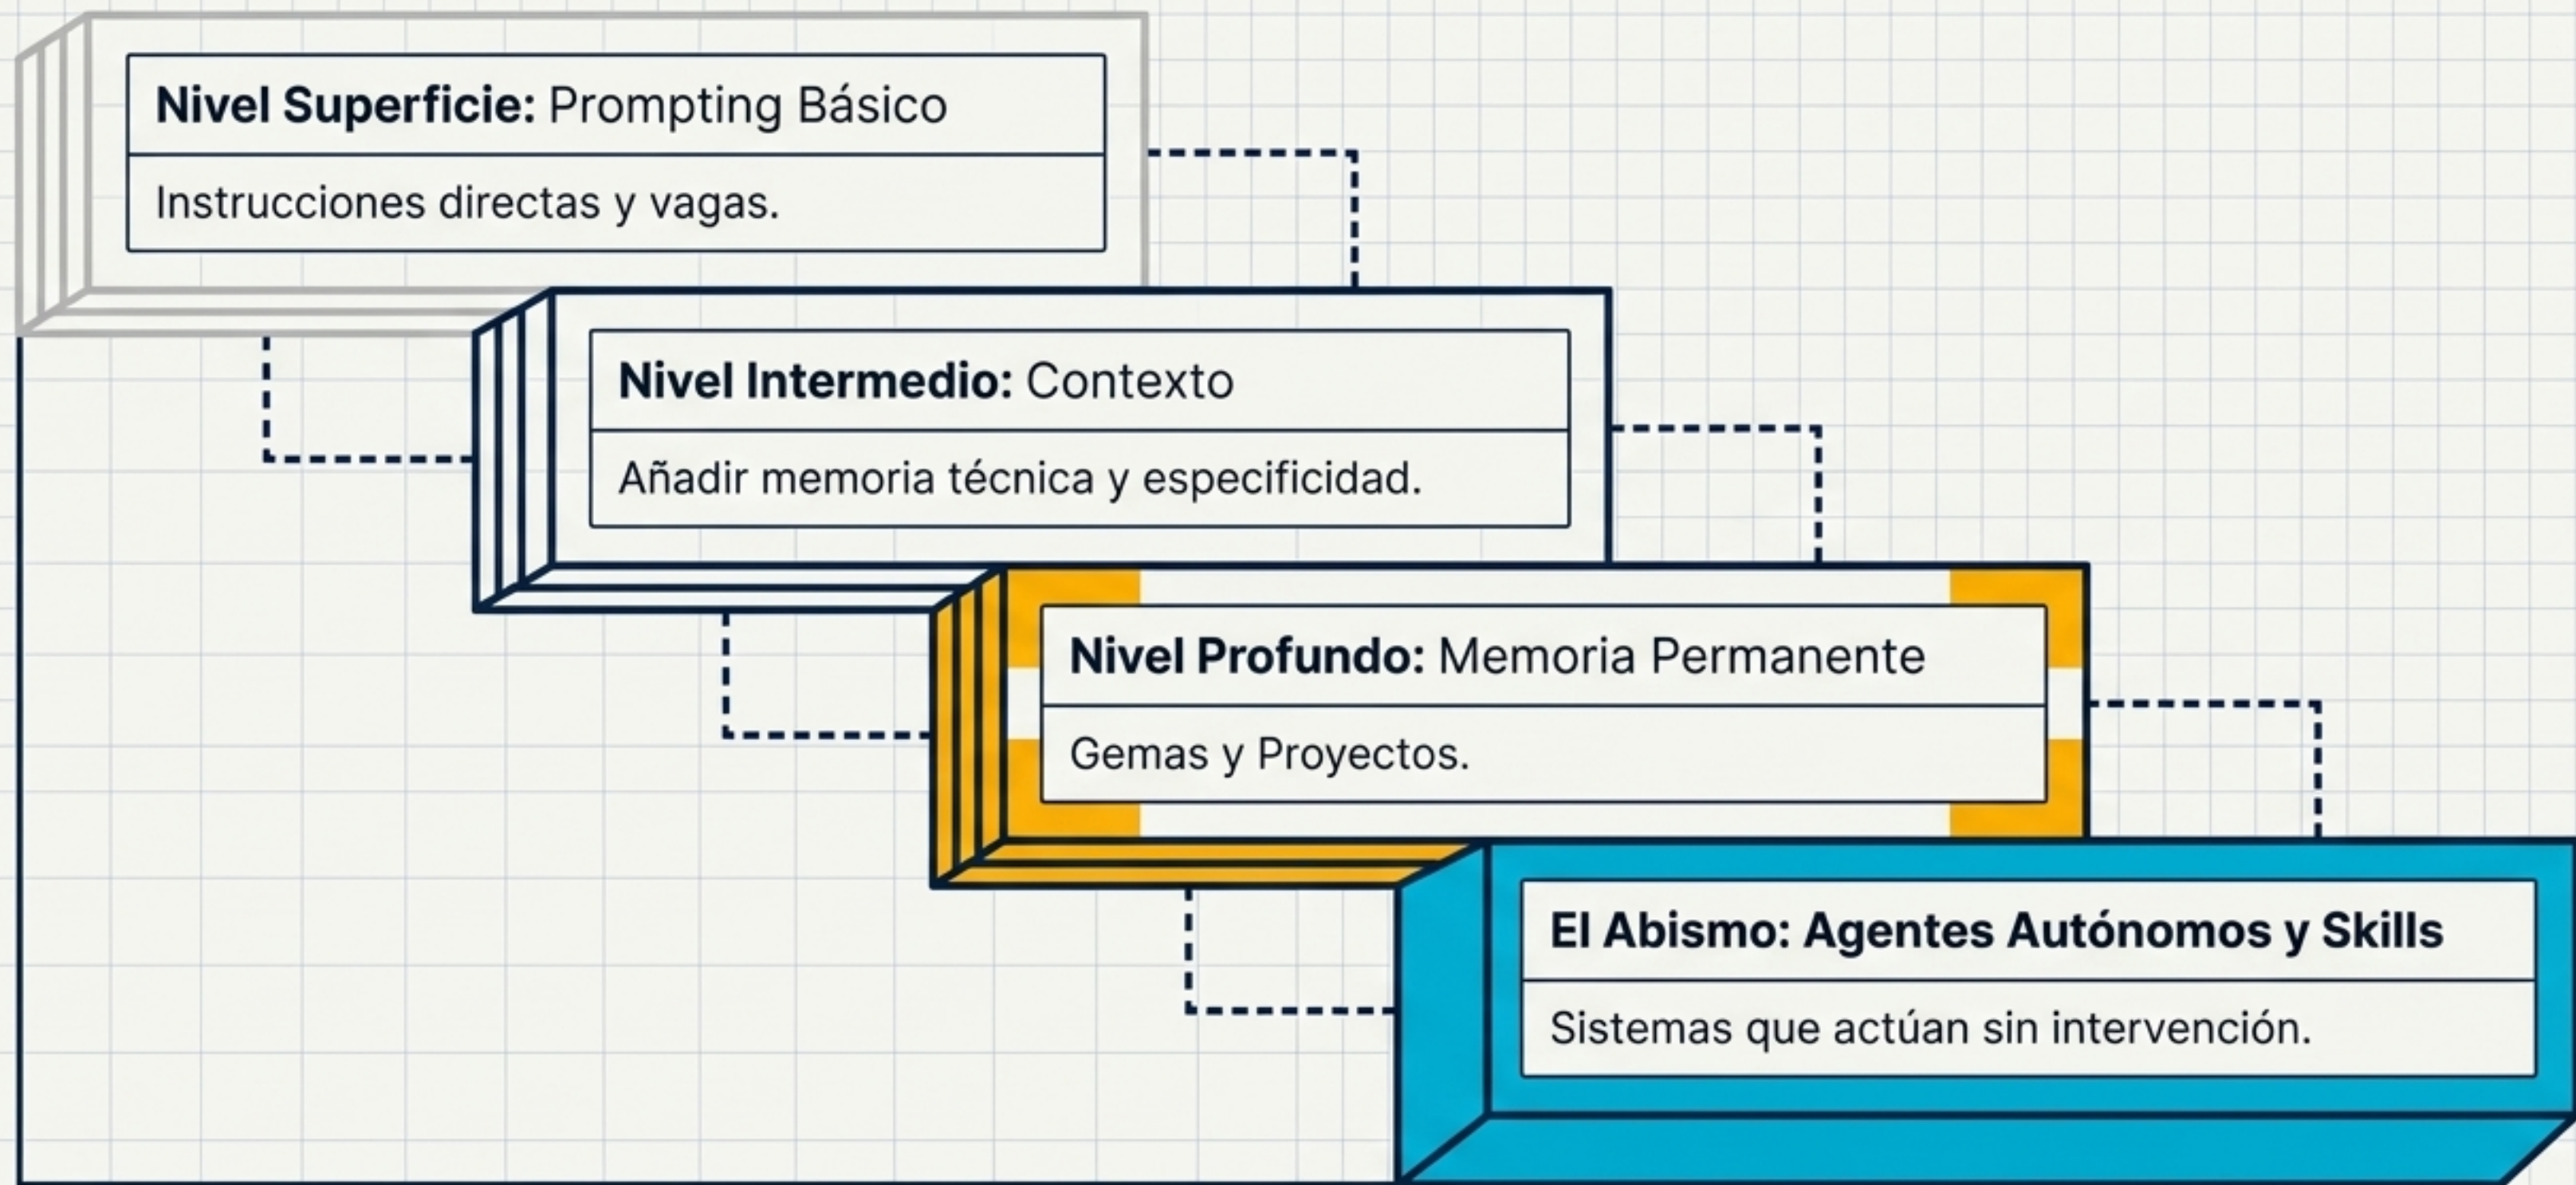 Nivel Superficie: Prompting Básico
Instrucciones directas y vagas.
Nivel Intermedio: Contexto
Añadir memoria técnica y especificidad.
Nivel Profundo: Memoria Permanente
Gemas y Proyectos.
El Abismo: Agentes Autónomos y Skills
Sistemas que actúan sin intervención.